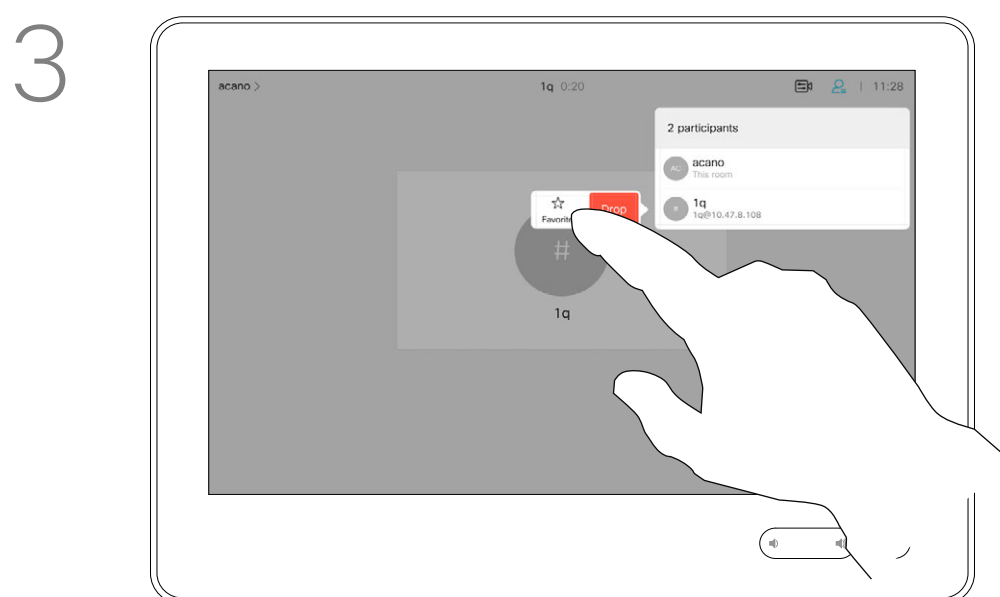 3
acano >
1q 0:20
11:28
2 participants
AC
acano
This room
1q
1q@10.47.8.108
Drop
#
1q